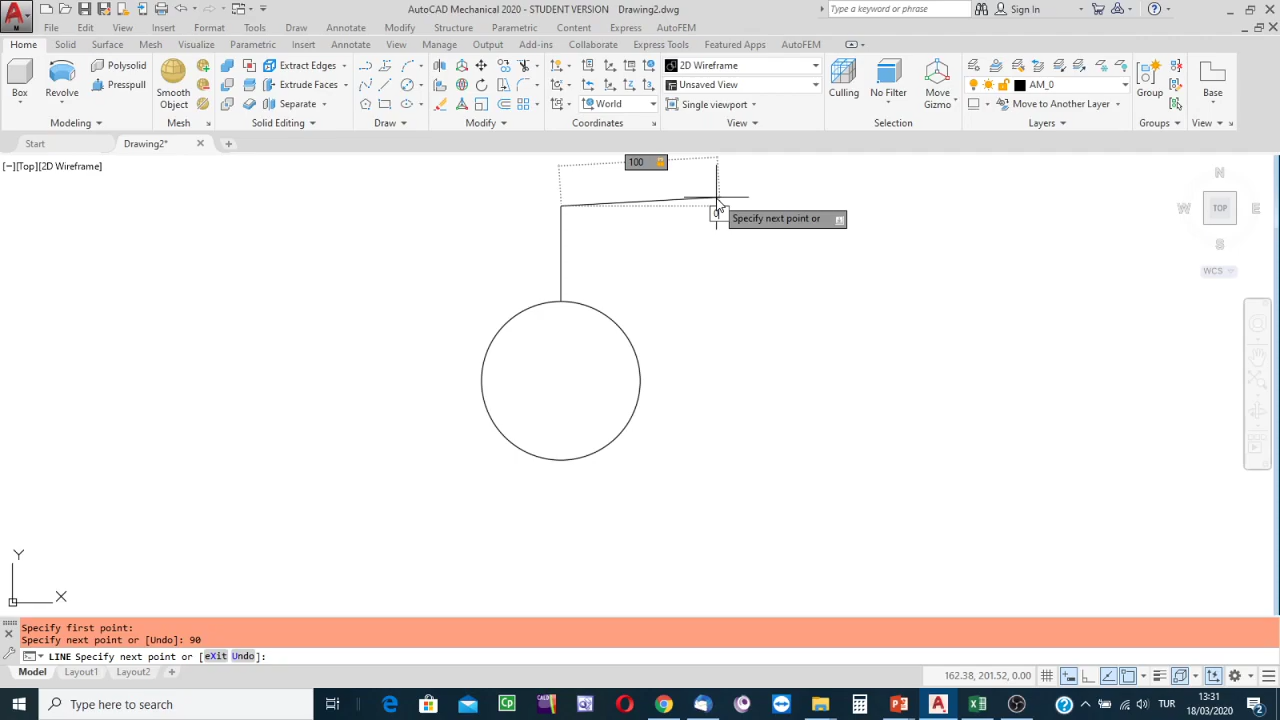 AutoCAD Mechanical 2020 - STUDENT VERSION Drawing2.dwg
Type a keyword or phrase
Sign In
File Edit View Insert Format Tools Draw Dimension Annotate Modify Structure Parametric Content Express AutoFEM
Home Solid Surface Mesh Visualize Parametric Insert Annotate View Manage Output Add-ins Collaborate Express Tools Featured Apps AutoFEM
Polysolid Extract Edges 2D Wireframe AM_0
Box Revolve Presspull Smooth Object Extrude Faces Unsaved View Culling No Filter Move Gizmo Group Base
Separate World Single viewport Move to Another Layer
Modeling Mesh Solid Editing Draw Modify Coordinates View Selection Layers Groups View
Start Drawing2*
[−][Top][2D Wireframe]
100
Specify next point or
N
W TOP E
S
WCS
Y
X
Specify first point:
Specify next point or [Undo]: 90
LINE Specify next point or [eXit Undo]:
Model Layout1 Layout2
162.38, 201.52, 0.00
Type here to search
TUR
13:31
18/03/2020
2